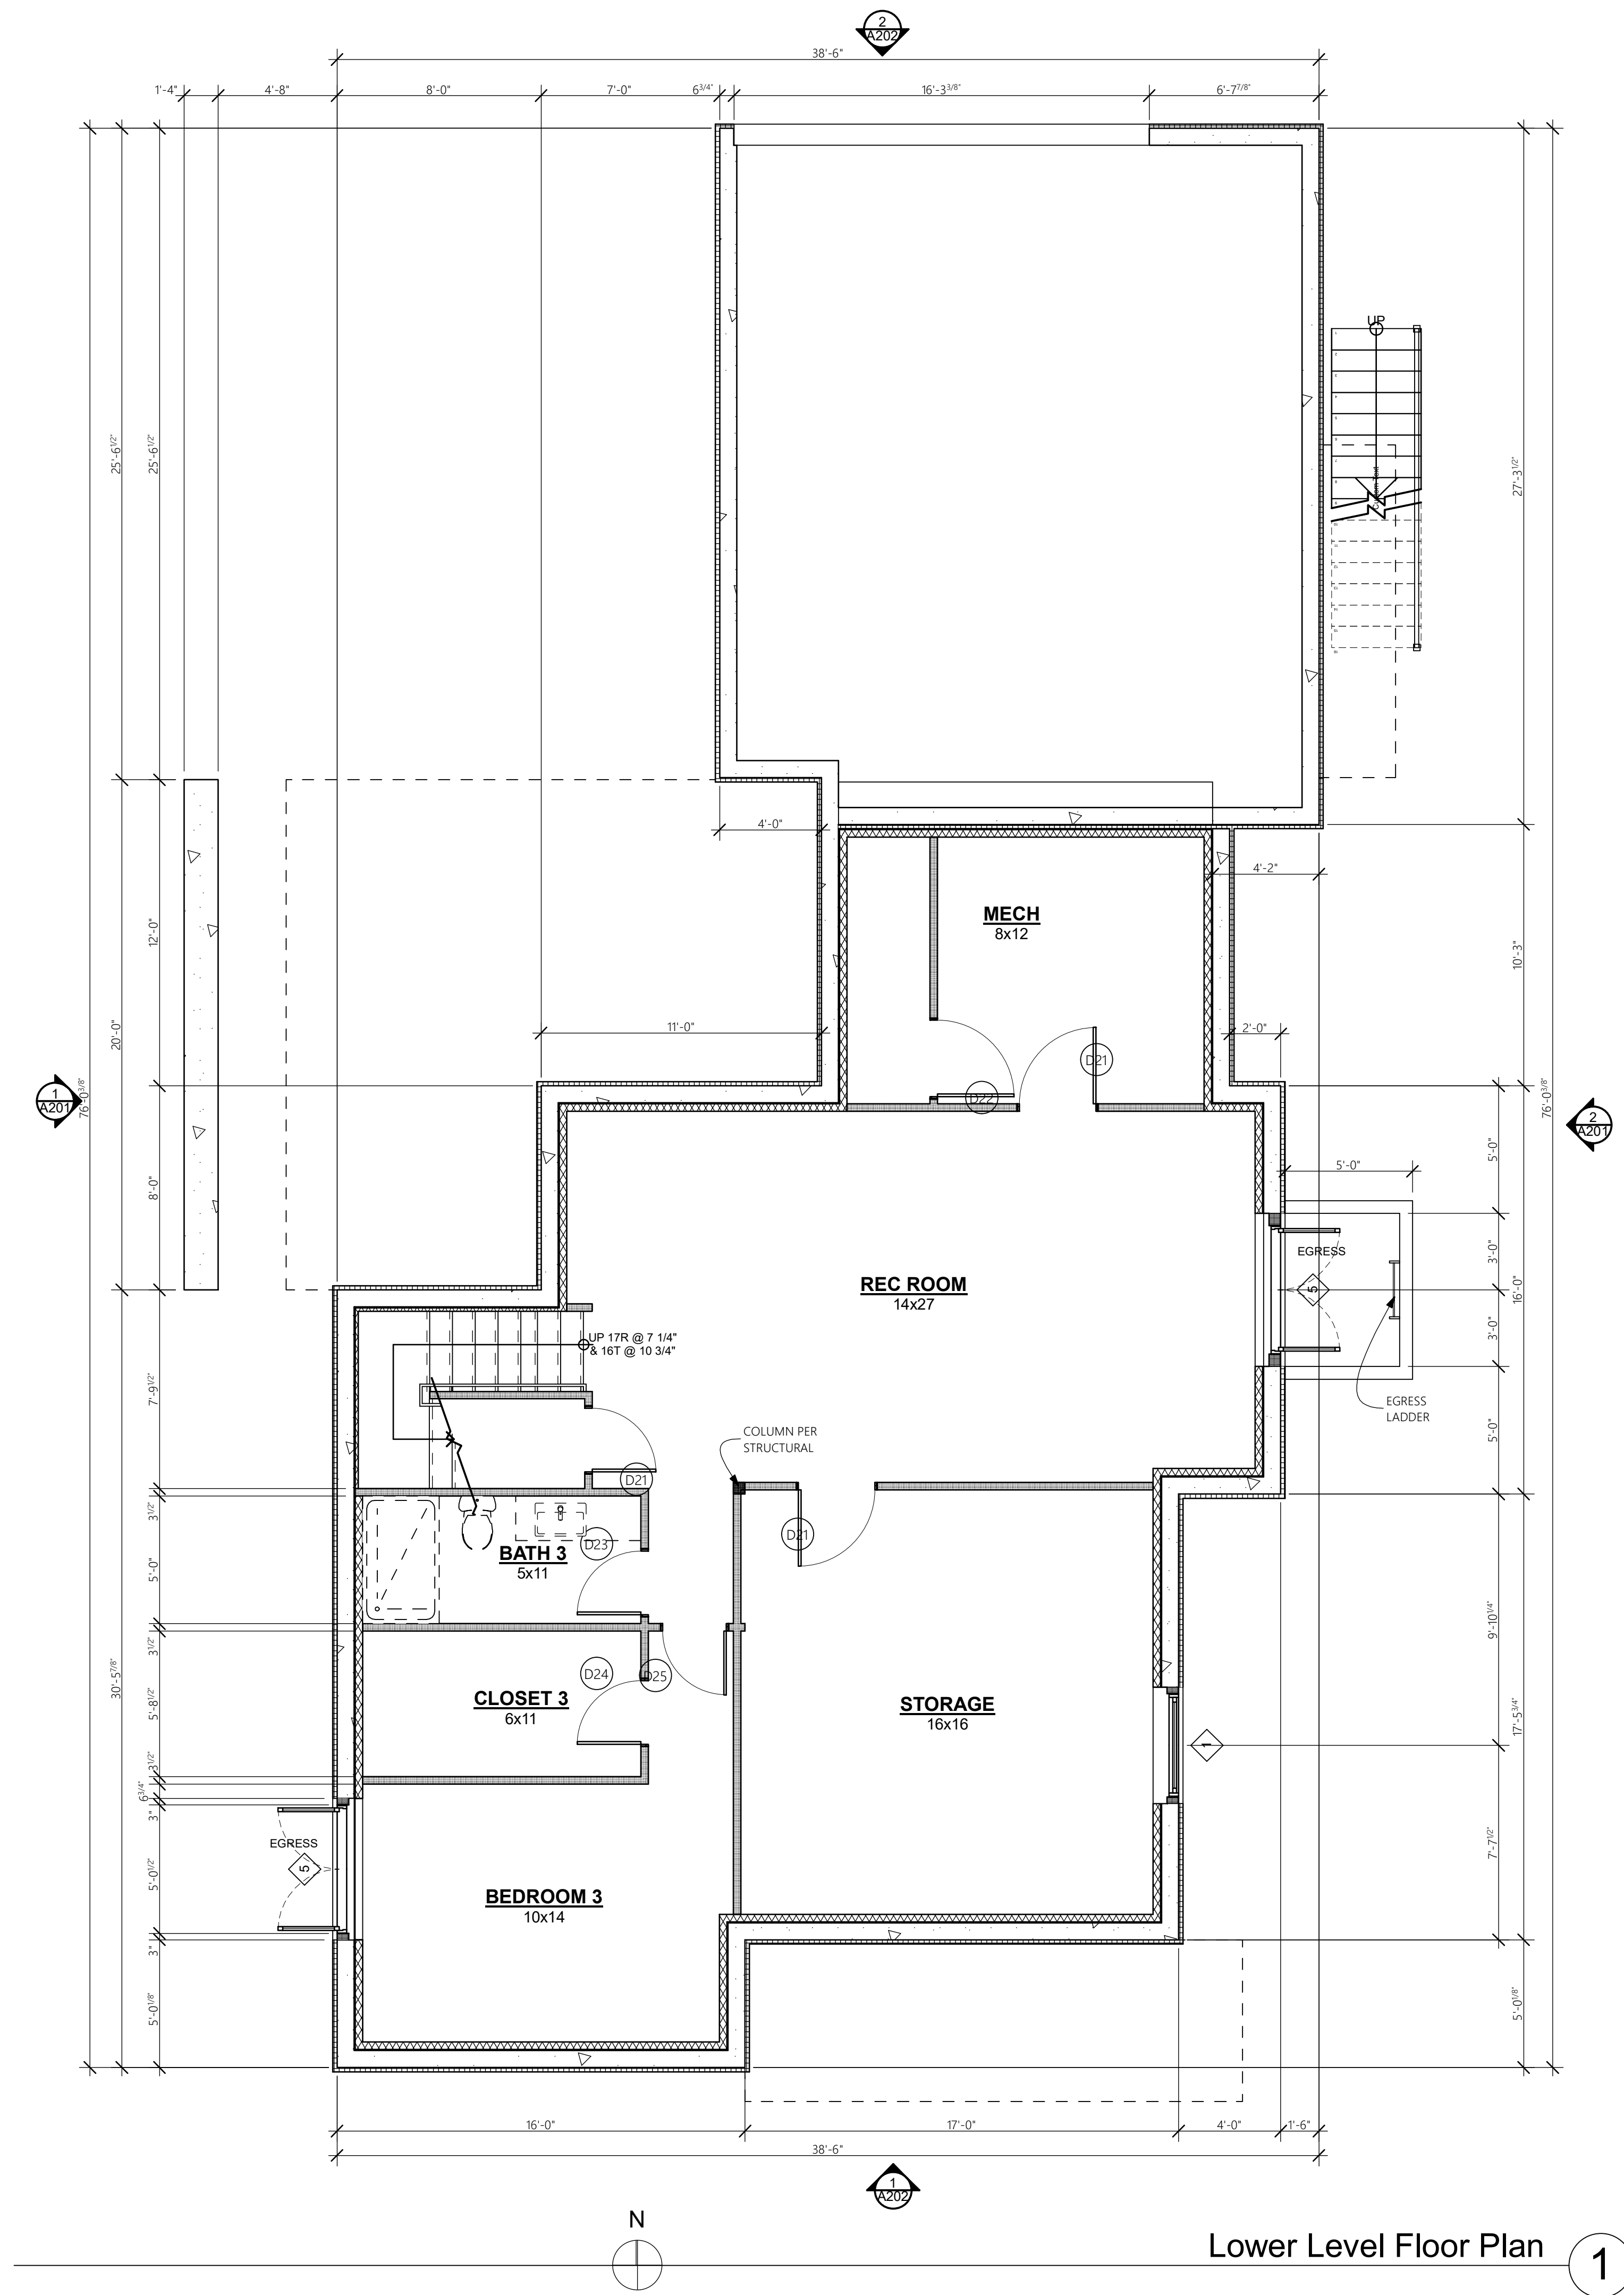 2
A202
38'-6"
1'-4"
4'-8"
8'-0"
7'-0"
6 3/4"
16'-3 3/8"
6'-7 7/8"
UP
25'-6 1/2"
25'-6 1/2"
27'-3 1/2"
4'-0"
4'-2"
MECH
8x12
12'-0"
10'-3"
20'-0"
11'-0"
2'-0"
D21
D22
1
A201
76'-0 3/8"
76'-0 3/8"
2
A201
5'-0"
5'-0"
8'-0"
EGRESS
3'-0"
5
16'-0"
REC ROOM
14x27
3'-0"
UP 17R @ 7 1/4"
& 16T @ 10 3/4"
7'-9 1/2"
EGRESS
LADDER
5'-0"
COLUMN PER
STRUCTURAL
D21
3 1/2"
D21
D23
BATH 3
5x11
5'-0"
9'-10 1/4"
3 1/2"
D24
D25
30'-5 7/8"
5'-8 1/2"
CLOSET 3
6x11
STORAGE
16x16
17'-5 3/4"
1
3 1/2"
6 3/4"
3"
EGRESS
5
5'-0 1/2"
7'-7 1/2"
BEDROOM 3
10x14
3"
5'-0 1/8"
5'-0 1/8"
16'-0"
17'-0"
4'-0"
1'-6"
38'-6"
1
A202
N
Lower Level Floor Plan
1